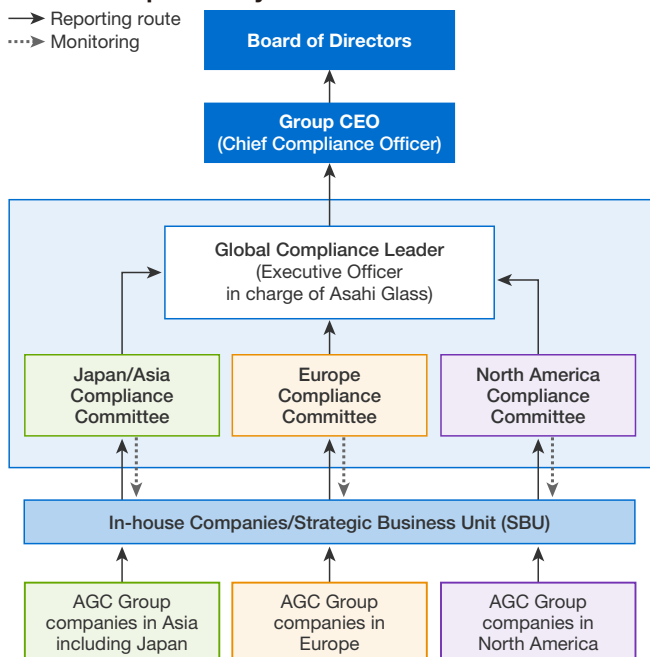 Reporting route
Monitoring
Board of Directors
Group CEO
(Chief Compliance Officer)
Global Compliance Leader
(Executive Officer
in charge of Asahi Glass)
Japan/Asia
Compliance
Committee
Europe
Compliance
Committee
North America
Compliance
Committee
In-house Companies/Strategic Business Unit (SBU)
AGC Group
companies in Asia
including Japan
AGC Group
companies in
Europe
AGC Group
companies in
North America